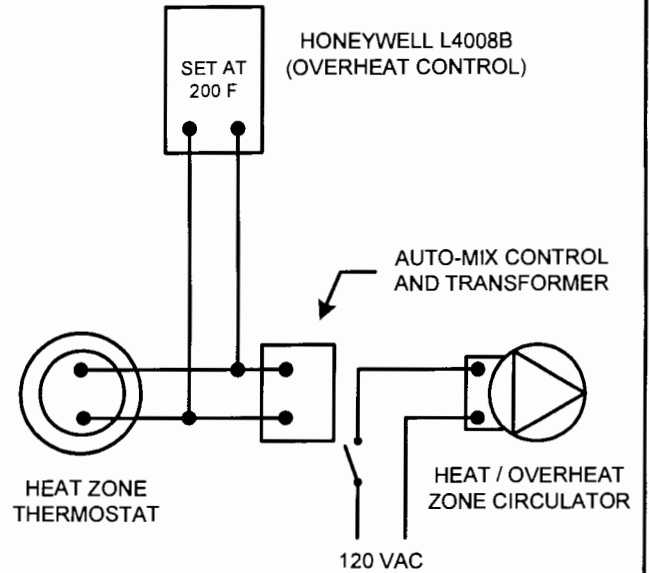 HONEYWELL L4008B
(OVERHEAT CONTROL)
SET AT
200 F
AUTO-MIX CONTROL
AND TRANSFORMER
HEAT ZONE
THERMOSTAT
HEAT / OVERHEAT
ZONE CIRCULATOR
120 VAC